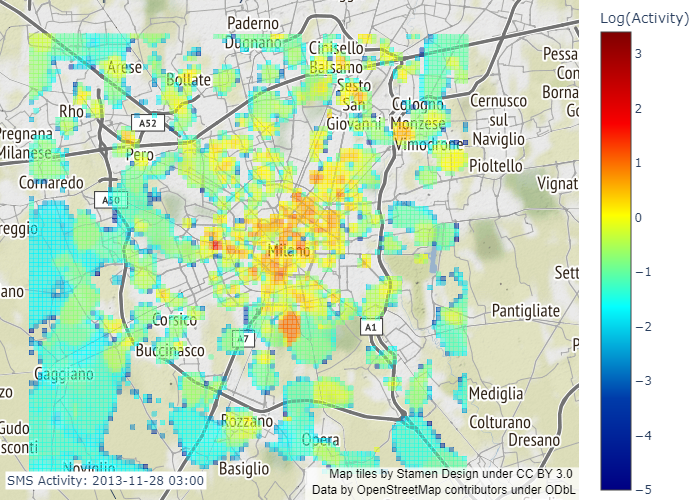 Log(Activity)
Paderno
Dugnano
Cinisello
Balsamo
Arese
Bollate
Sesto
San
Giovanni
Rho
A52
Cologno
Monzese
Cernusco
sul
Naviglio
Pessa
Borna
Pregnana
Milanese
Pero
Vimodrone
Pioltello
Cornaredo
A50
Vignat
reggio
Milano
Sett
ano
Pantigliate
Corsico
A7
A1
Buccinasco
Gaggiano
Mediglia
Rozzano
Colturano
Dresano
Gudo
sconti
Opera
Noviglio
Basiglio
SMS Activity: 2013-11-28 03:00
Map tiles by Stamen Design under CC BY 3.0
Data by OpenStreetMap contributors under ODbL
3
2
1
0
−1
−2
−3
−4
−5